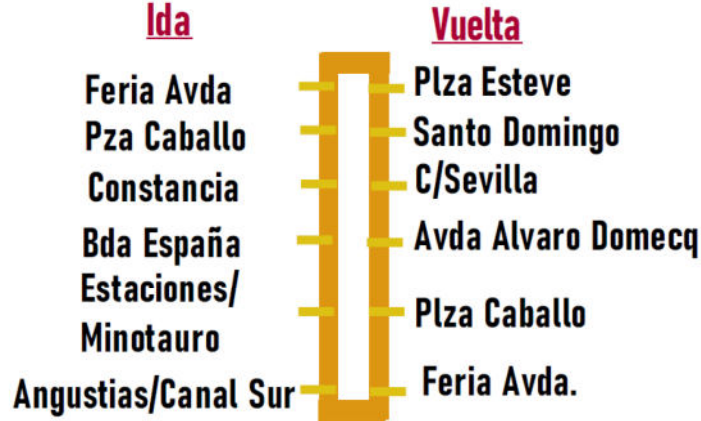 Ida
Feria Avda
Pza Caballo
Constancia
Bda España
Estaciones/
Minotauro
Angustias/Canal Sur
Vuelta
Plza Esteve
Santo Domingo
C/Sevilla
Avda Alvaro Domecq
Plza Caballo
Feria Avda.